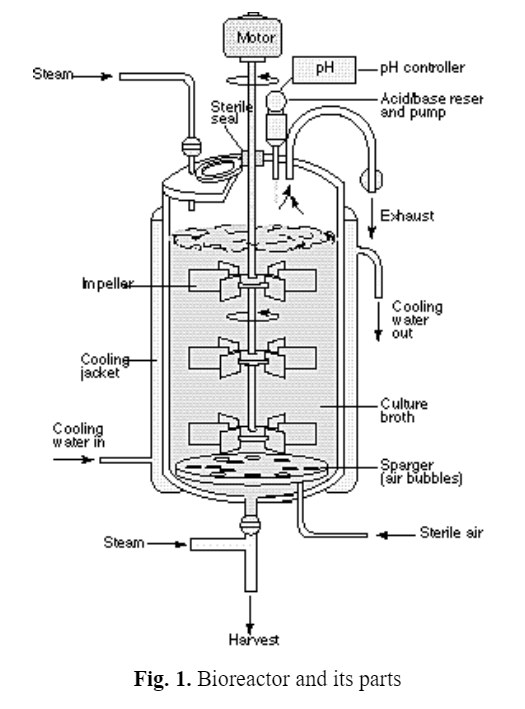 Motor
pH
pH controller
Steam
Sterile
seal
Acid/base reser
and pump
Exhaust
Impeller
Cooling
water
out
Cooling
jacket
Culture
broth
Cooling
water in
Sparger
(air bubbles)
Sterile air
Steam
Harvest
Fig. 1. Bioreactor and its parts